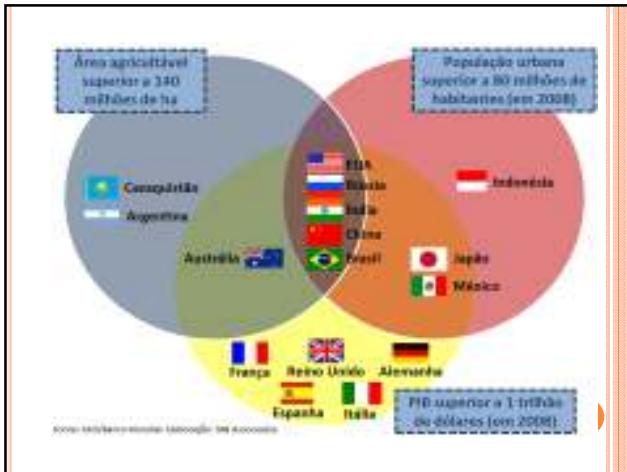 Área agricultável
superior a 140
milhões de ha
População urbana
superior a 80 milhões de
habitantes (em 2008)
EUA
Cazaquistão
Rússia
Indonésia
Índia
Argentina
China
Austrália
Brasil
Japão
México
França
Reino Unido
Alemanha
Espanha
Itália
PIB superior a 1 trilhão
de dólares (em 2008)